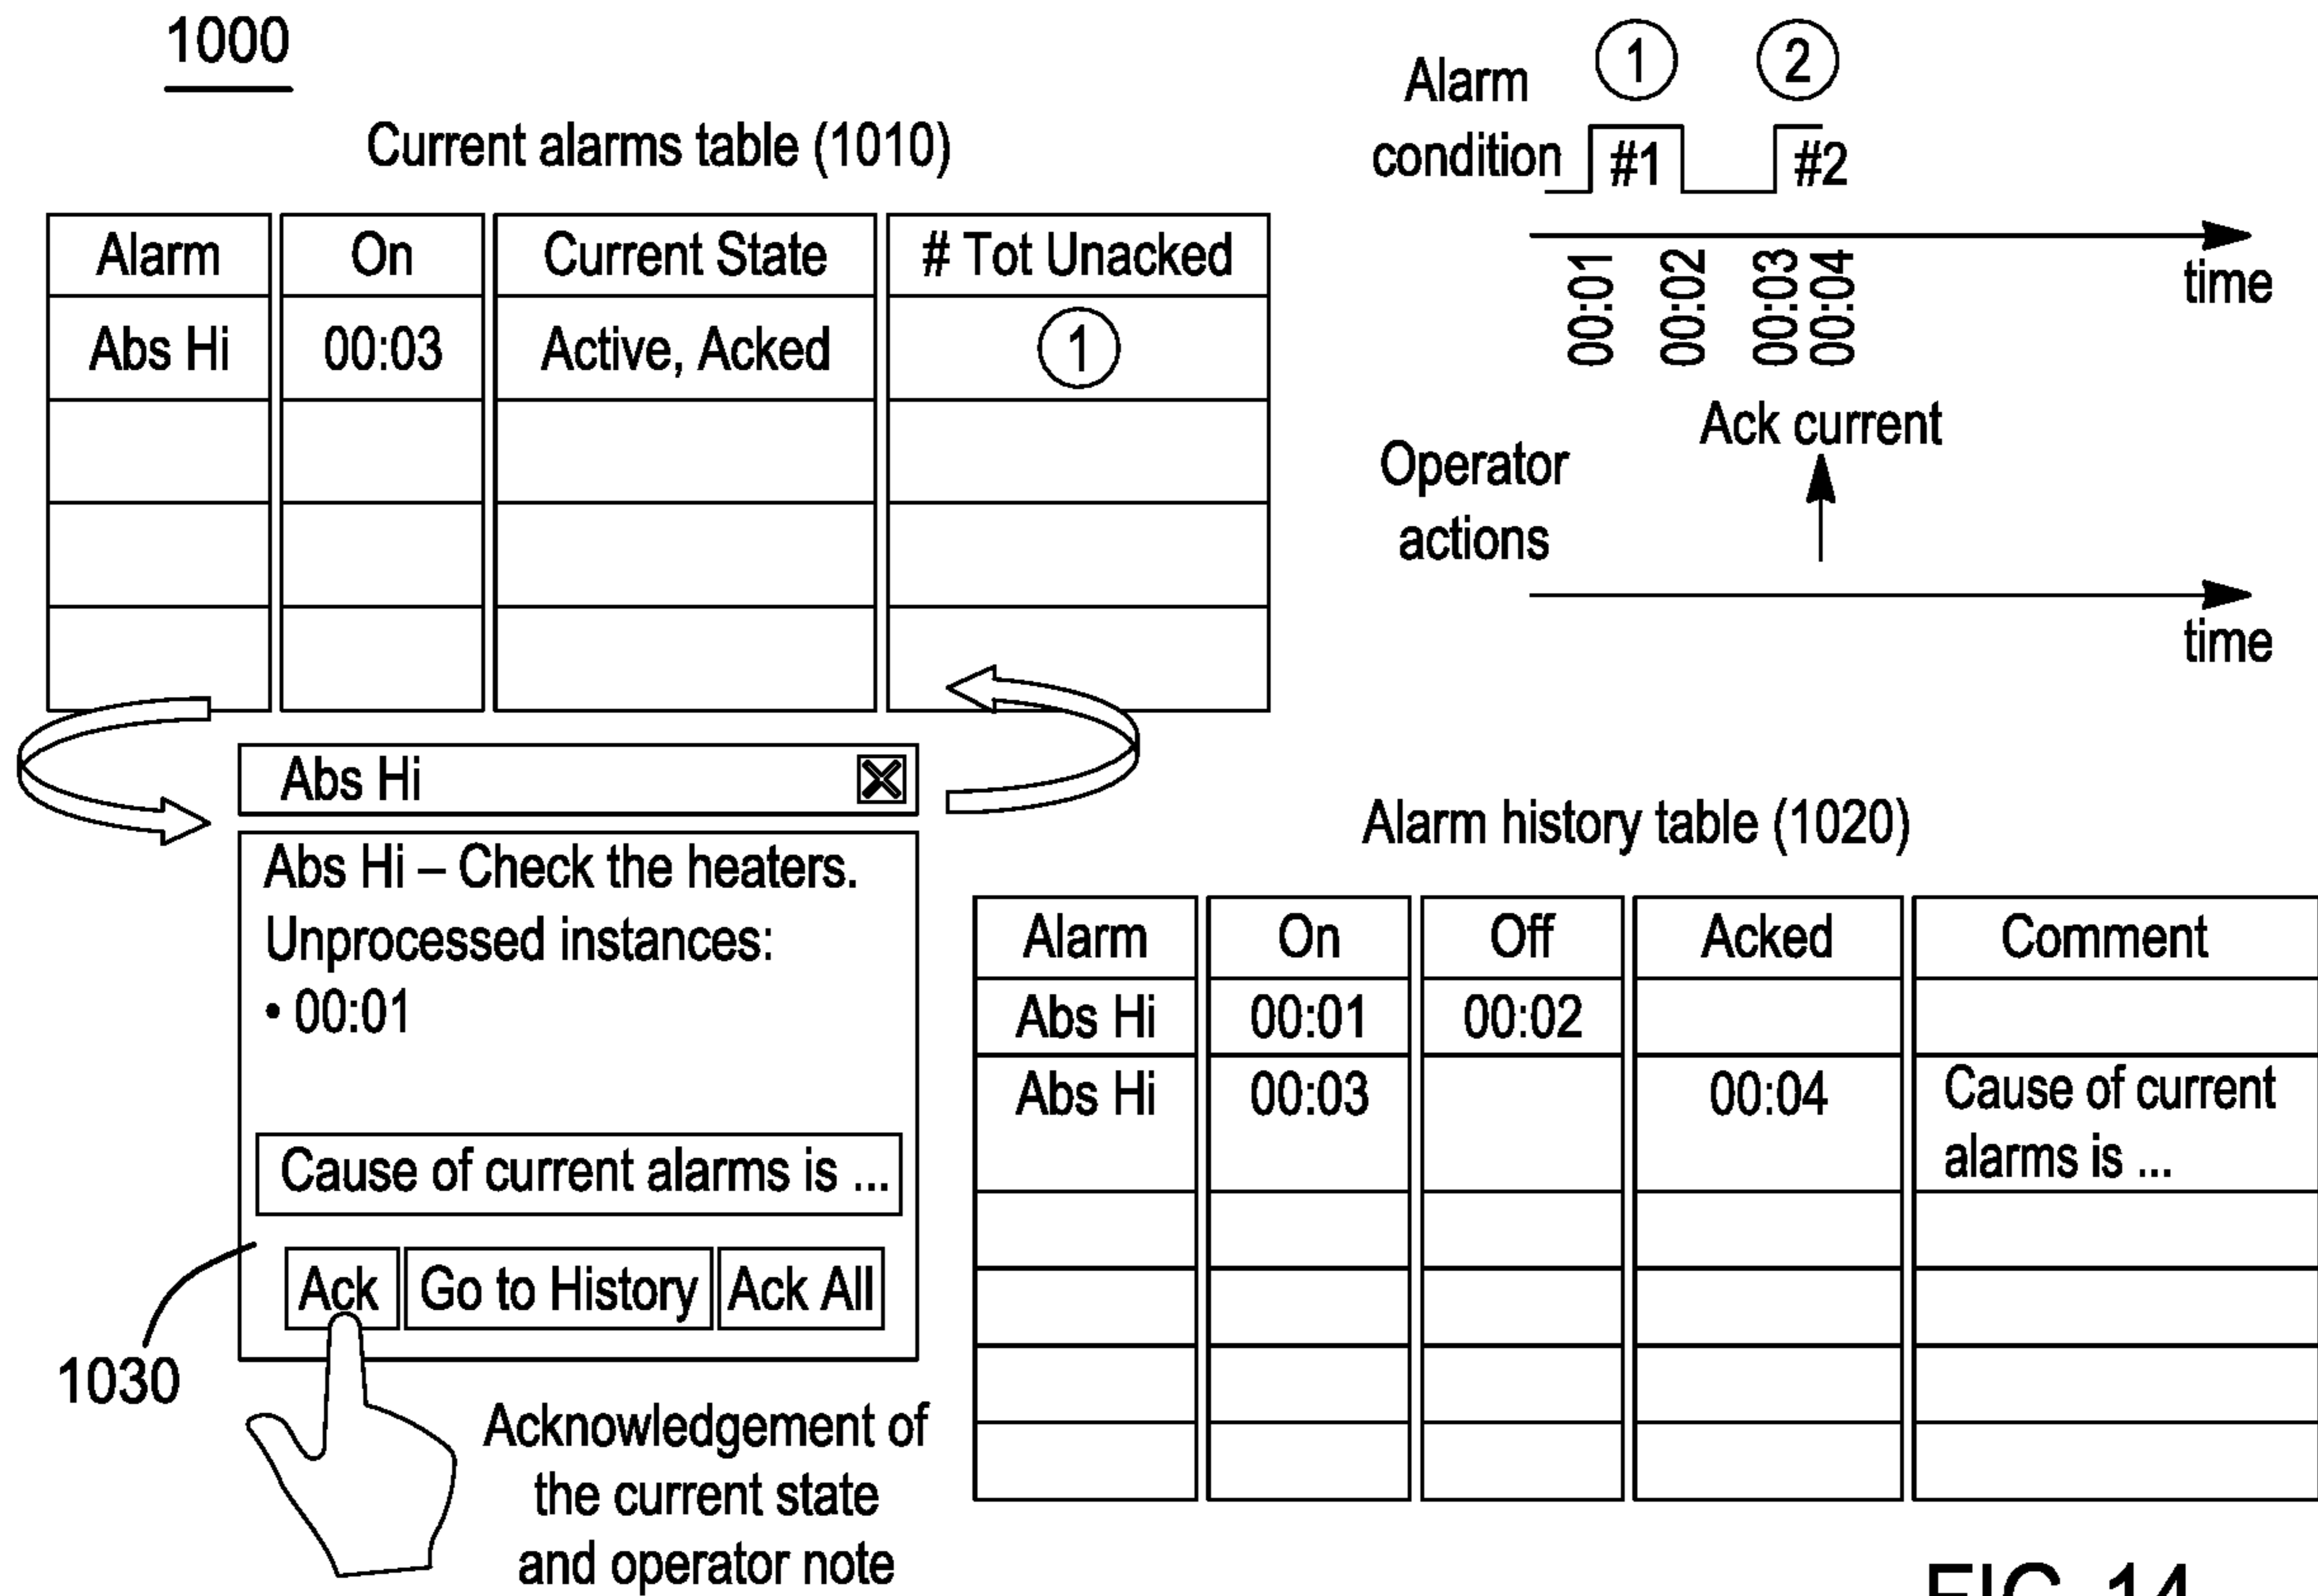 1000
Current alarms table (1010)
Alarm On Current State # Tot Unacked
Abs Hi 00:03 Active, Acked 1
Alarm
condition
1 2
#1 #2
00:01 00:02 00:03 00:04
time
Ack current
Operator
actions
time
Abs Hi
Abs Hi – Check the heaters.
Unprocessed instances:
• 00:01
Cause of current alarms is ...
Ack Go to History Ack All
1030
Acknowledgement of
the current state
and operator note
Alarm history table (1020)
Alarm On Off Acked Comment
Abs Hi 00:01 00:02
Abs Hi 00:03 00:04 Cause of current
alarms is ...
FIG. 14